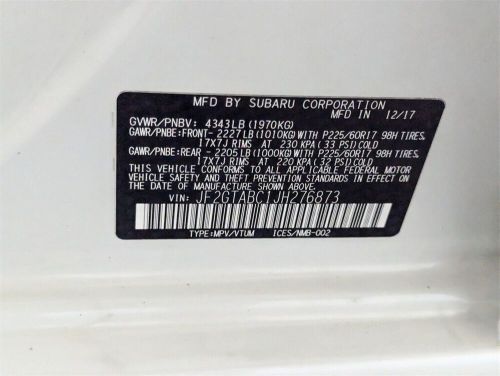 MFD BY SUBARU CORPORATION
MFD IN 12/17
GVWR/PNBV: 4343LB(1970KG)
GAWR/PNBE:FRONT- 2227LB(1010KG)WITH P225/60R17 98H TIRES,
17X7J RIMS AT 230 KPA(33 PSI)COLD
GAWR/PNBE:REAR -2205LB(1000KG)WITH P225/60R17 98H TIRES,
17X7J RIMS AT 220 KPA(32 PSI)COLD
THIS VEHICLE CONFORMS TO ALL APPLICABLE FEDERAL MOTOR
VEHICLE SAFETY STANDARDS IN EFFECT ON THE DATE OF
MANUFACTURE SHOWN ABOVE.
VIN: JF2GTABC1JH276873
TYPE:MPV/VTUM ICES/NMB-002